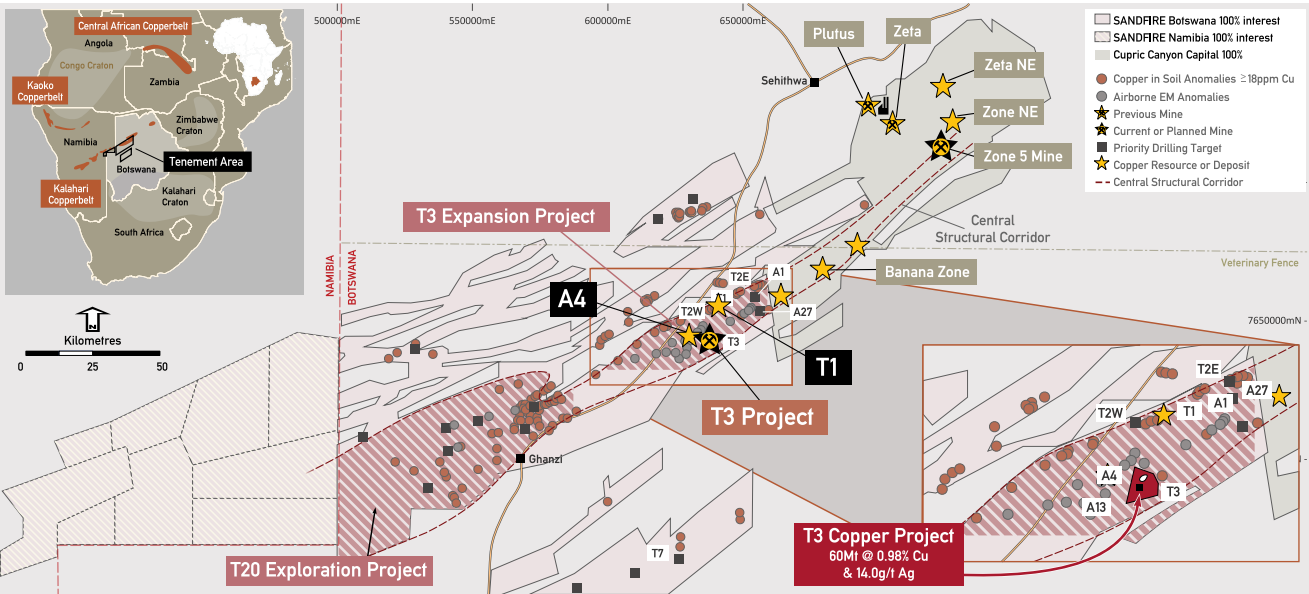 500000mE
550000mE
600000mE
650000mE
Central African Copperbelt
Angola
Congo Craton
Zambia
Kaoko
Copperbelt
Zimbabwe
Craton
Namibia
Tenement Area
Botswana
Kalahari
Copperbelt
Kalahari
Craton
South Africa
N
Kilometres
0
25
50
Plutus
Zeta
Sehithwa
Zeta NE
Zone NE
Zone 5 Mine
SANDFIRE Botswana 100% interest
SANDFIRE Namibia 100% interest
Cupric Canyon Capital 100%
Copper in Soil Anomalies ≥18ppm Cu
Airborne EM Anomalies
Previous Mine
Current or Planned Mine
Priority Drilling Target
Copper Resource or Deposit
Central Structural Corridor
T3 Expansion Project
Central
Structural Corridor
NAMIBIA
BOTSWANA
Veterinary Fence
Banana Zone
A4
T2E
A1
T2W
A27
T3
T1
T3 Project
7650000mN
Ghanzi
T20 Exploration Project
T7
T2E
A27
A1
T2W
T1
A4
T3
A13
T3 Copper Project
60Mt @ 0.98% Cu
& 14.0g/t Ag